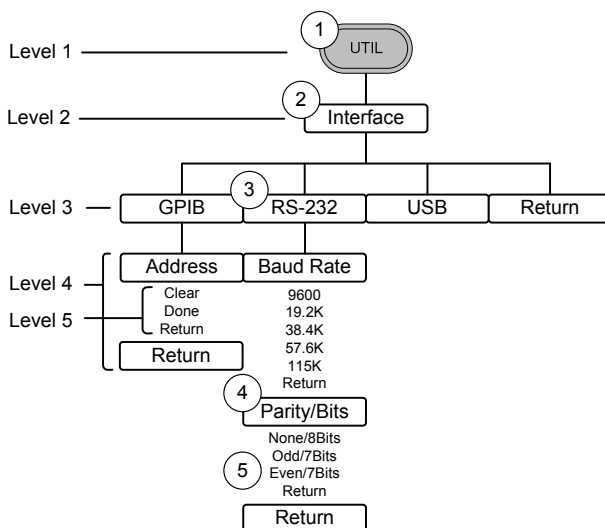 1
UTIL
Level 1
2
Interface
Level 2
3
Level 3
GPIB
RS-232
USB
Return
Level 4
Address
Baud Rate
Level 5
Clear
Done
Return
Return
9600
19.2K
38.4K
57.6K
115K
Return
4
Parity/Bits
None/8Bits
Odd/7Bits
5
Even/7Bits
Return
Return